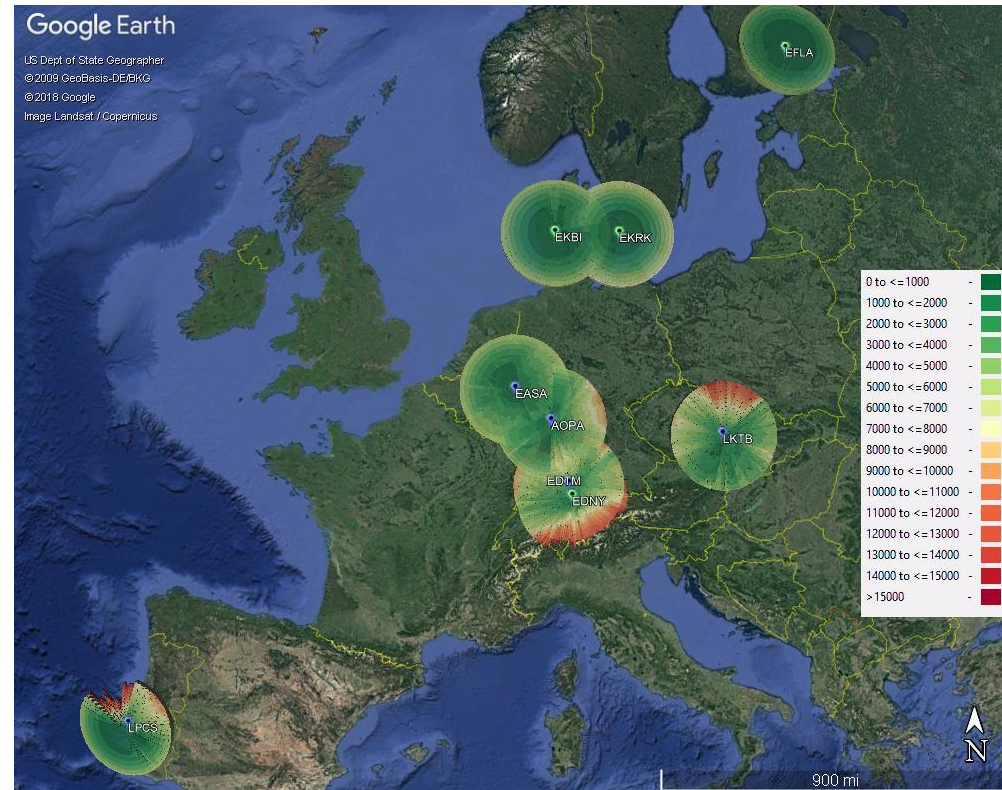 Google Earth
US Dept of State Geographer
©2009 GeoBasis-DE/BKG
©2018 Google
Image Landsat / Copernicus
EFLA
EKBI
EKRK
EASA
AOPA
LKTB
EDTM
EDNY
LPCS
0 to <=1000 -
1000 to <=2000 -
2000 to <=3000 -
3000 to <=4000 -
4000 to <=5000 -
5000 to <=6000 -
6000 to <=7000 -
7000 to <=8000 -
8000 to <=9000 -
9000 to <=10000 -
10000 to <=11000 -
11000 to <=12000 -
12000 to <=13000 -
13000 to <=14000 -
14000 to <=15000 -
>15000 -
N
900 mi